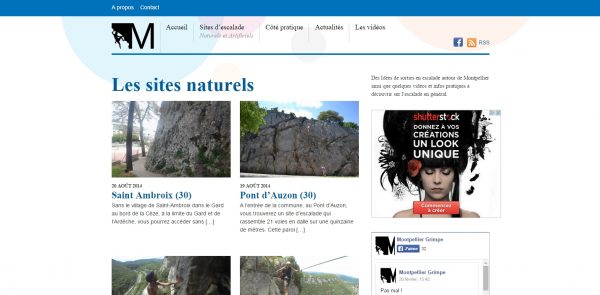 A propos Contact
M
Accueil
Sites d'escalade
Naturels et Artificiels
Côté pratique
Actualités
Les vidéos
RSS
Les sites naturels
20 AOÛT 2014
Saint Ambroix (30)
Sans le village de Saint-Ambroix dans le Gard
au bord de la Cèze, à la limite du Gard et de
l'Ardèche, vous pourrez accéder sans [...]
19 AOÛT 2014
Pont d'Auzon (30)
A l'entrée de la commune, au Pont d'Auzon,
vous trouverez un site d'escalade qui
rassemble 21 voies en dalle sur une quinzaine
de mètres. Cette paroi [...]
Des Idées de sorties en escalade autour de Montpellier
ainsi que quelques vidéos et infos pratiques à
découvrir sur l'escalade en général.
shutterstock
DONNEZ À VOS
CRÉATIONS
UN LOOK
UNIQUE
Commencez
à créer
M
Montpellier Grimpe
J'aime
M
Montpellier Grimpe
20 février, 15:40
Pas mal !